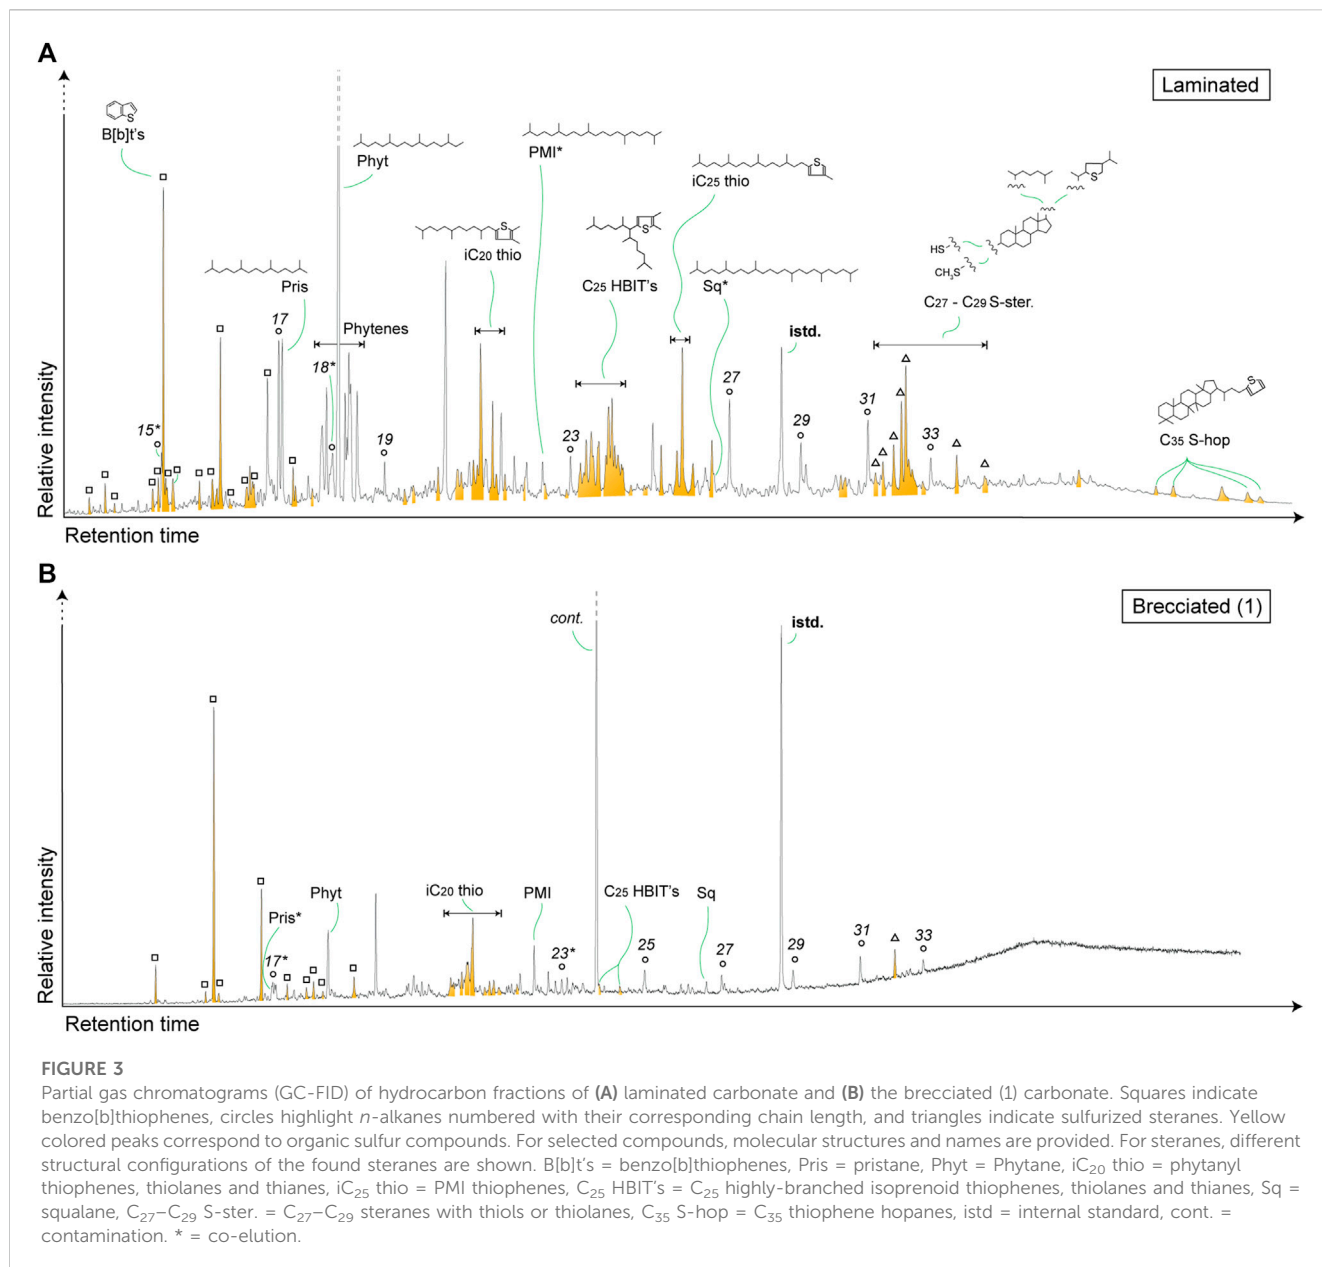 A
Laminated
B[b]t's
Phyt
PMI*
iC25 thio
iC20 thio
C25 HBIT's
Sq*
HS
CH3S
S
C27 - C29 S-ster.
Pris
17
Phytenes
18*
15*
19
23
27
istd.
29
31
33
C35 S-hop
Relative intensity
Retention time
B
Brecciated (1)
cont.
istd.
Phyt
Pris*
17*
iC20 thio
PMI
23*
C25 HBIT's
25
Sq
27
29
31
33
Relative intensity
Retention time
FIGURE 3
Partial gas chromatograms (GC-FID) of hydrocarbon fractions of (A) laminated carbonate and (B) the brecciated (1) carbonate. Squares indicate
benzo[b]thiophenes, circles highlight n-alkanes numbered with their corresponding chain length, and triangles indicate sulfurized steranes. Yellow
colored peaks correspond to organic sulfur compounds. For selected compounds, molecular structures and names are provided. For steranes, different
structural configurations of the found steranes are shown. B[b]t's = benzo[b]thiophenes, Pris = pristane, Phyt = Phytane, iC20 thio = phytanyl
thiophenes, thiolanes and thianes, iC25 thio = PMI thiophenes, C25 HBIT's = C25 highly-branched isoprenoid thiophenes, thiolanes and thianes, Sq =
squalane, C27–C29 S-ster. = C27–C29 steranes with thiols or thiolanes, C35 S-hop = C35 thiophene hopanes, istd = internal standard, cont. =
contamination. * = co-elution.